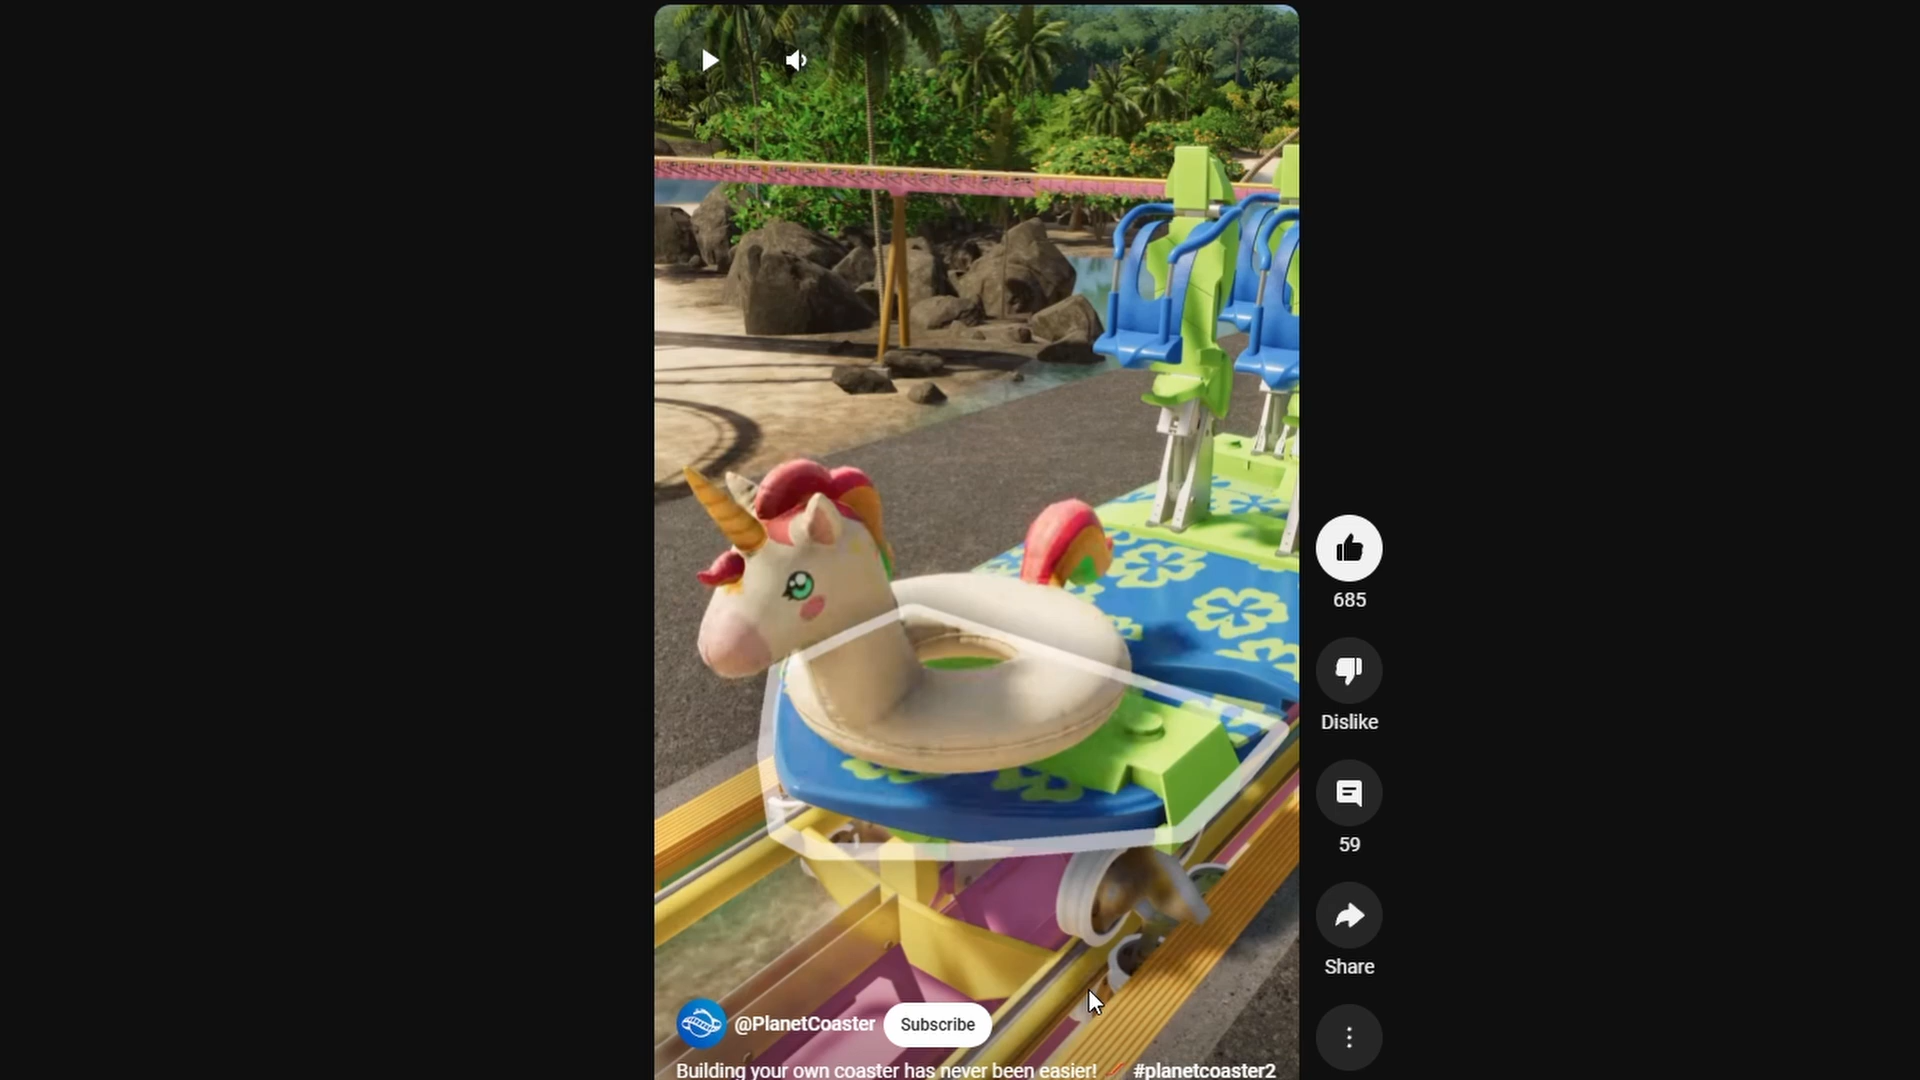 685
Dislike
59
Share
@PlanetCoaster Subscribe
Building your own coaster has never been easier! #planetcoaster2